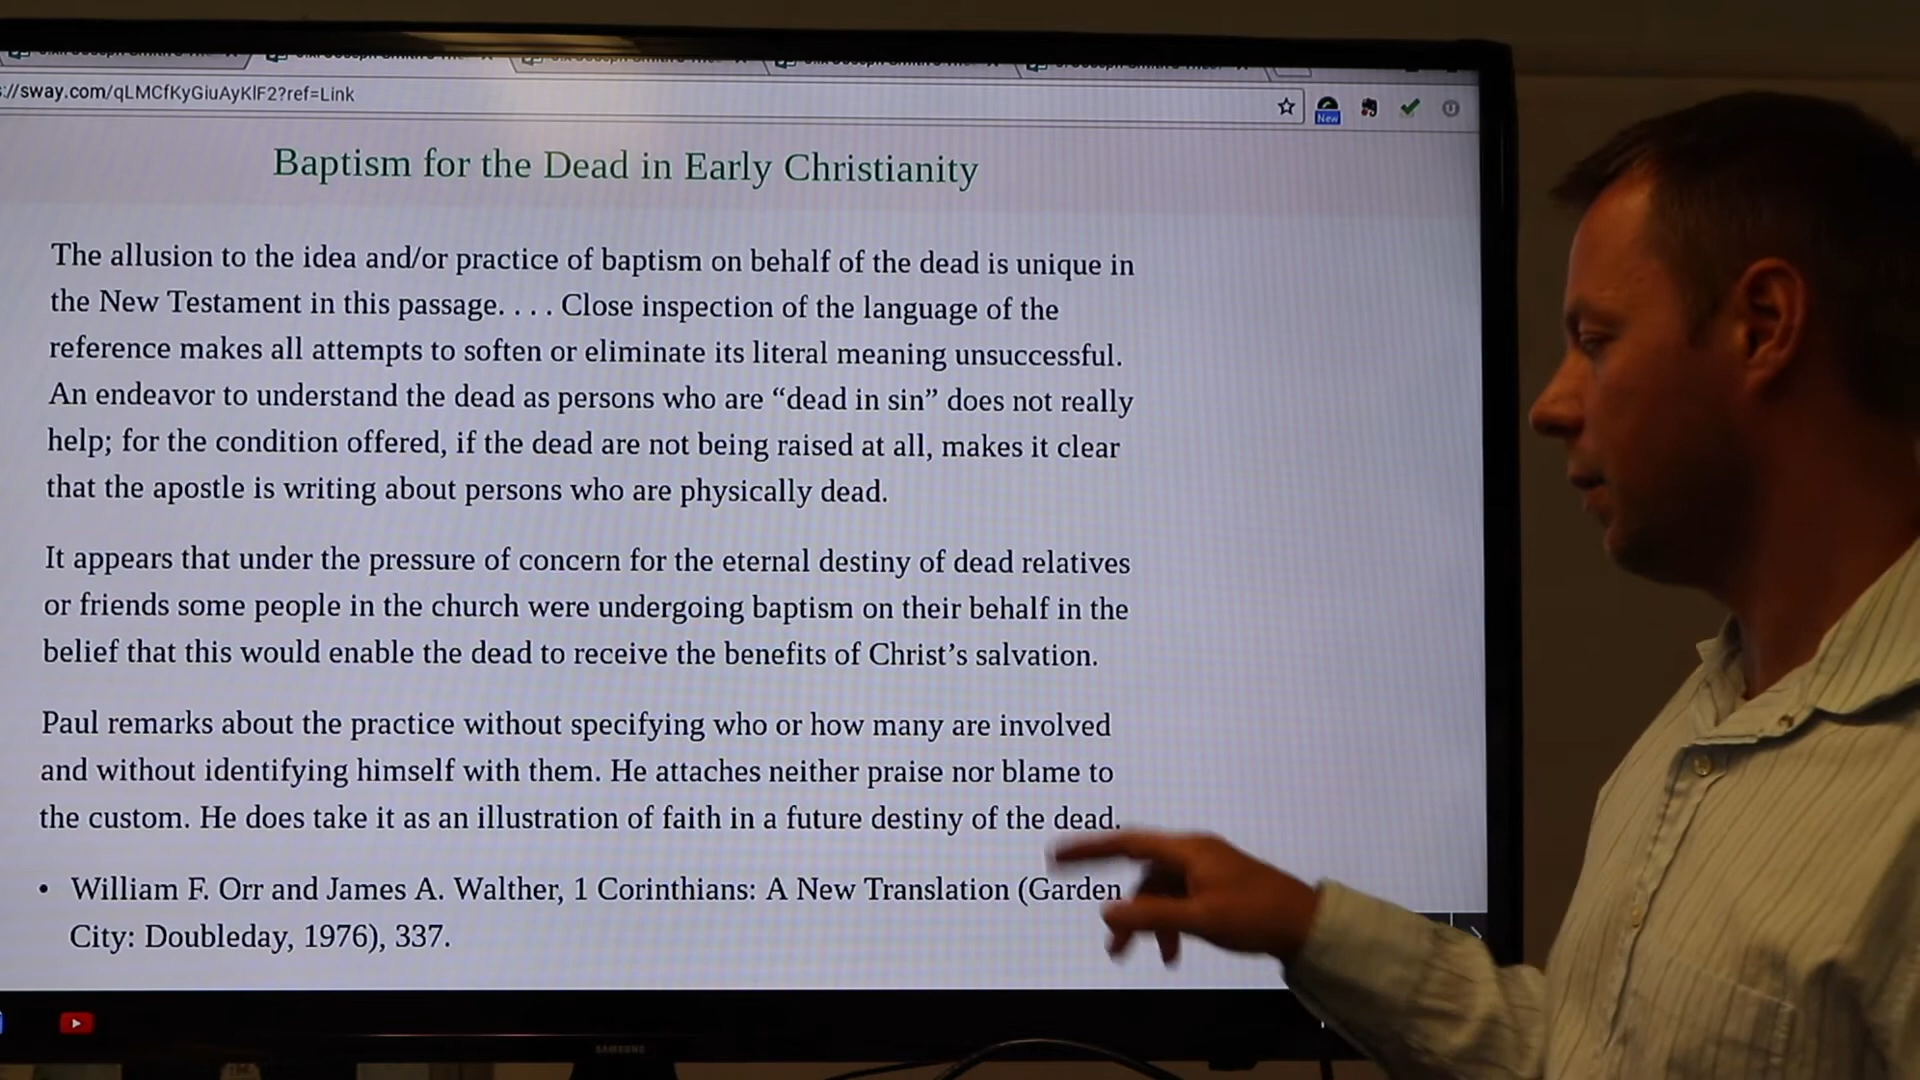 ://sway.com/qLMCfKyGiuAyKlF2?ref=Link
New
Baptism for the Dead in Early Christianity
The allusion to the idea and/or practice of baptism on behalf of the dead is unique in
the New Testament in this passage. . . . Close inspection of the language of the
reference makes all attempts to soften or eliminate its literal meaning unsuccessful.
An endeavor to understand the dead as persons who are “dead in sin” does not really
help; for the condition offered, if the dead are not being raised at all, makes it clear
that the apostle is writing about persons who are physically dead.
It appears that under the pressure of concern for the eternal destiny of dead relatives
or friends some people in the church were undergoing baptism on their behalf in the
belief that this would enable the dead to receive the benefits of Christ’s salvation.
Paul remarks about the practice without specifying who or how many are involved
and without identifying himself with them. He attaches neither praise nor blame to
the custom. He does take it as an illustration of faith in a future destiny of the dead.
• William F. Orr and James A. Walther, 1 Corinthians: A New Translation (Garden
City: Doubleday, 1976), 337.
SAMSUNG